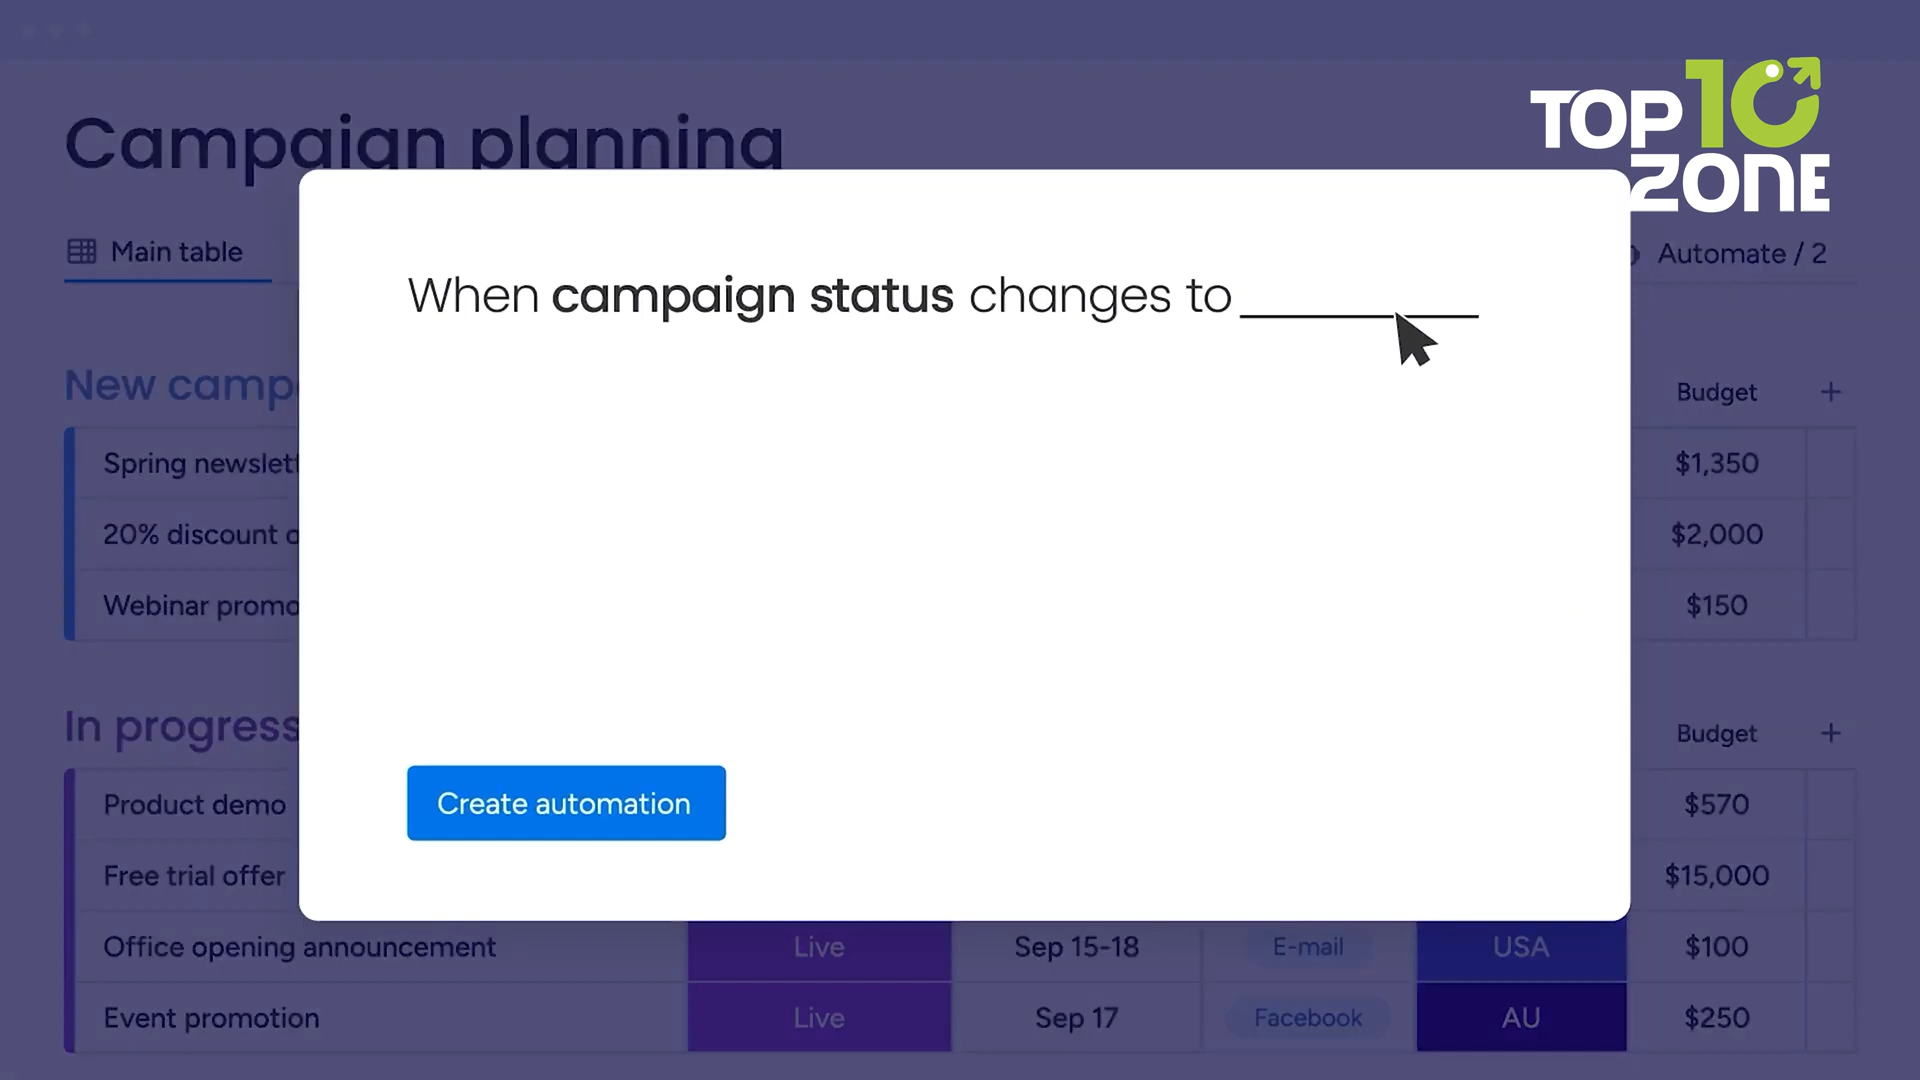 Campaign planning
TOP10
ZONE
Main table
Automate / 2
When campaign status changes to
New camp
Budget
+
Spring newslett
$1,350
20% discount o
$2,000
Webinar promo
$150
In progress
Budget
+
Product demo
$570
Free trial offer
$15,000
Create automation
Office opening announcement
Live
Sep 15-18
E-mail
USA
$100
Event promotion
Live
Sep 17
Facebook
AU
$250